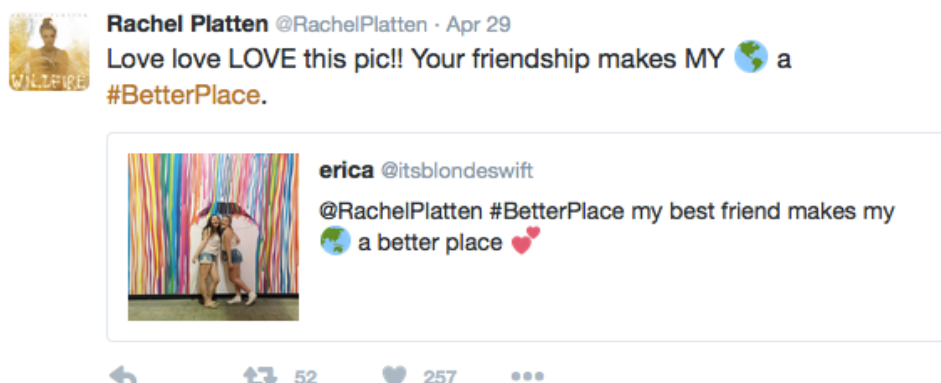 Rachel Platten @RachelPlatten · Apr 29
Love love LOVE this pic!! Your friendship makes MY 🌎 a
#BetterPlace.
WILDFIRE
erica @itsblondeswift
@RachelPlatten #BetterPlace my best friend makes my
🌏 a better place 💕
52 257